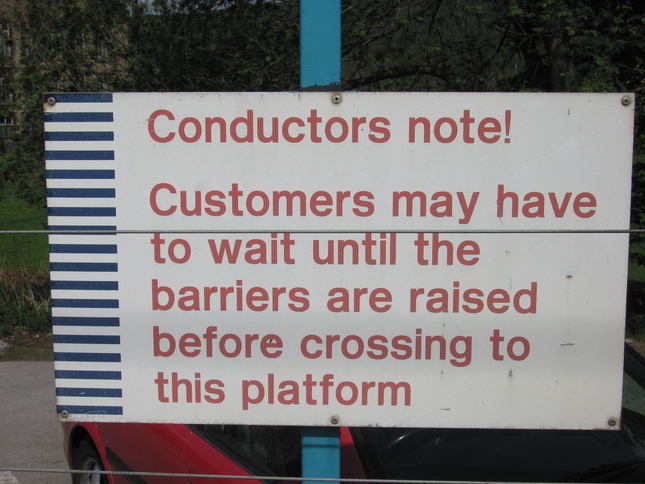 Conductors note!
Customers may have
to wait until the
barriers are raised
before crossing to
this platform